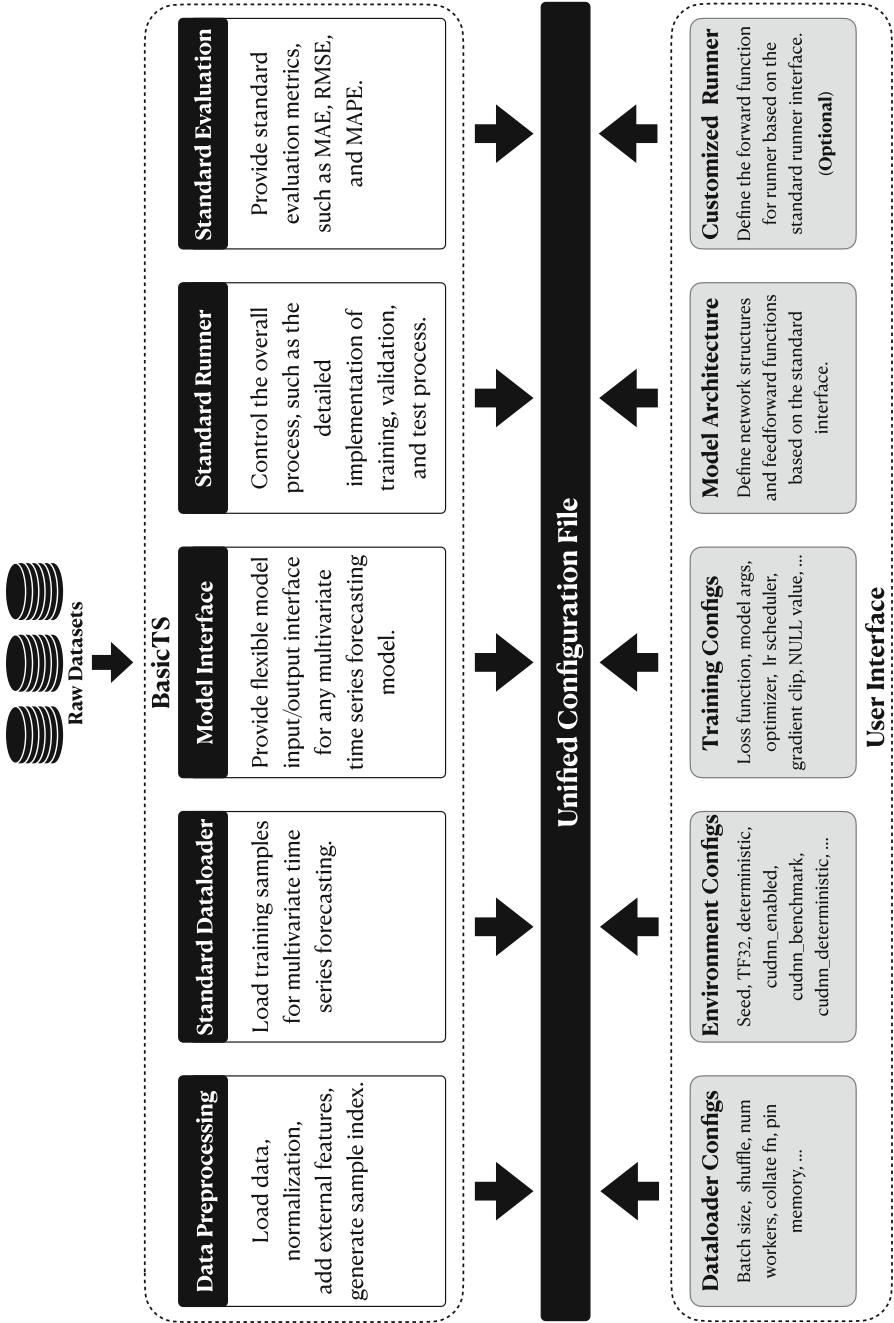 Raw Datasets
BasicTS
Data Preprocessing
Load data,
normalization,
add external features,
generate sample index.
Standard Dataloader
Load training samples
for multivariate time
series forecasting.
Model Interface
Provide flexible model
input/output interface
for any multivariate
time series forecasting
model.
Standard Runner
Control the overall
process, such as the
detailed
implementation of
training, validation,
and test process.
Standard Evaluation
Provide standard
evaluation metrics,
such as MAE, RMSE,
and MAPE.
Unified Configuration File
Dataloader Configs
Batch size, shuffle, num
workers, collate fn, pin
memory, ...
Environment Configs
Seed, TF32, deterministic,
cudnn_enabled,
cudnn_benchmark,
cudnn_deterministic, ...
Training Configs
Loss function, model args,
optimizer, lr scheduler,
gradient clip, NULL value, ...
Model Architecture
Define network structures
and feedforward functions
based on the standard
interface.
Customized Runner
Define the forward function
for runner based on the
standard runner interface.
(Optional)
User Interface